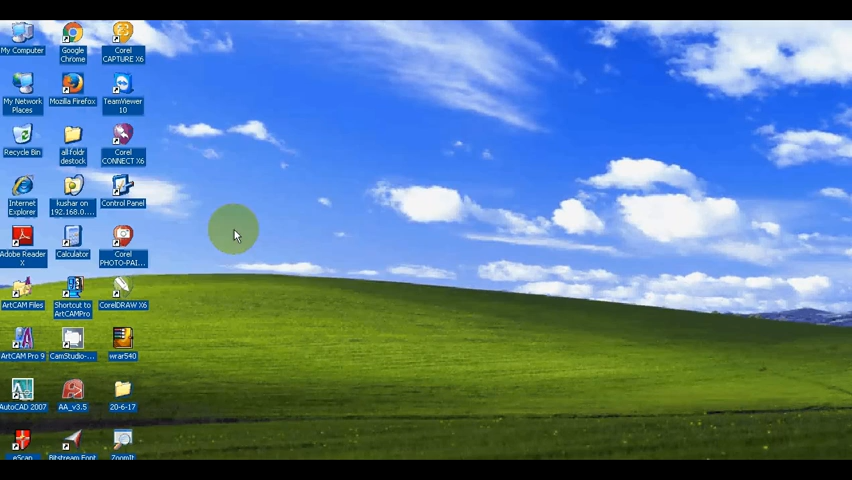 My Computer
Google
Chrome
Corel
CAPTURE X6
My Network
Places
Mozilla Firefox
TeamViewer
10
Recycle Bin
all foldr
destock
Corel
CONNECT X6
Internet
Explorer
kushar on
192.168.0....
Control Panel
Adobe Reader
X
Calculator
Corel
PHOTO-PAI...
ArtCAM Files
Shortcut to
ArtCAMPro
CorelDRAW X6
ArtCAM Pro 9
CamStudio-...
wrar540
AutoCAD 2007
AA_v3.5
20-6-17
eScan
Bitstream Font
ZoomIt